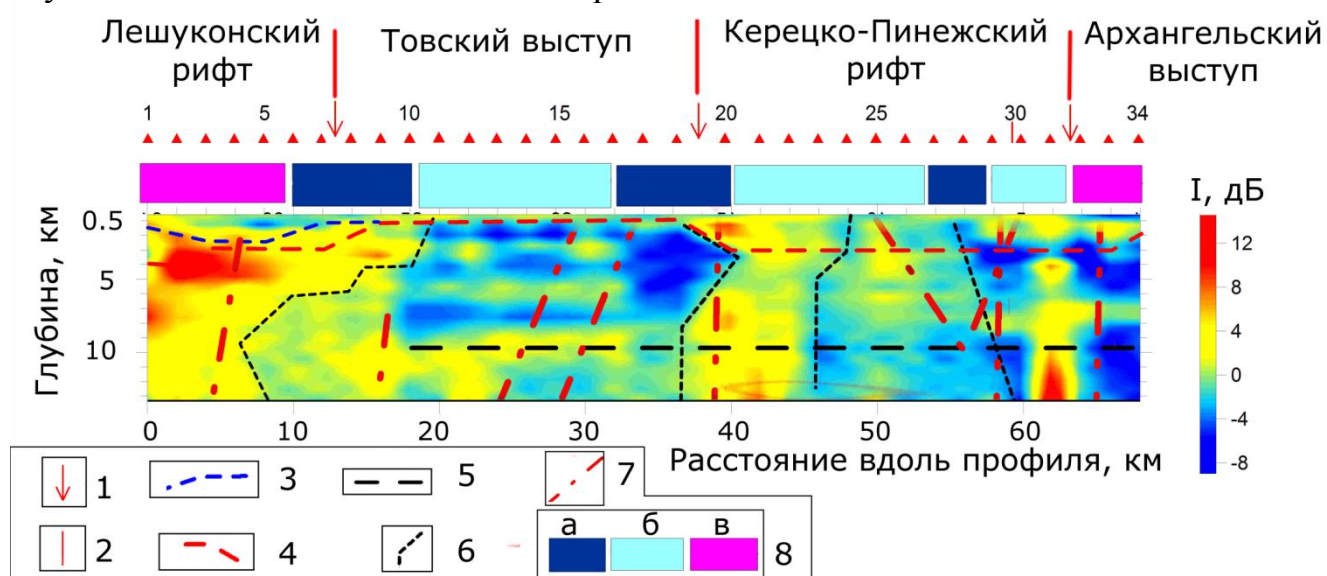 Лешуконский рифт
Товский выступ
Керецко-Пинежский рифт
Архангельский выступ
1 5 10 15 20 25 30 34
I, дБ
Глубина, км
0.5
5
10
12
4
0
-4
-8
0 10 20 30 40 50 60
Расстояние вдоль профиля, км
1 3 5 7
2 4 6 а б в 8